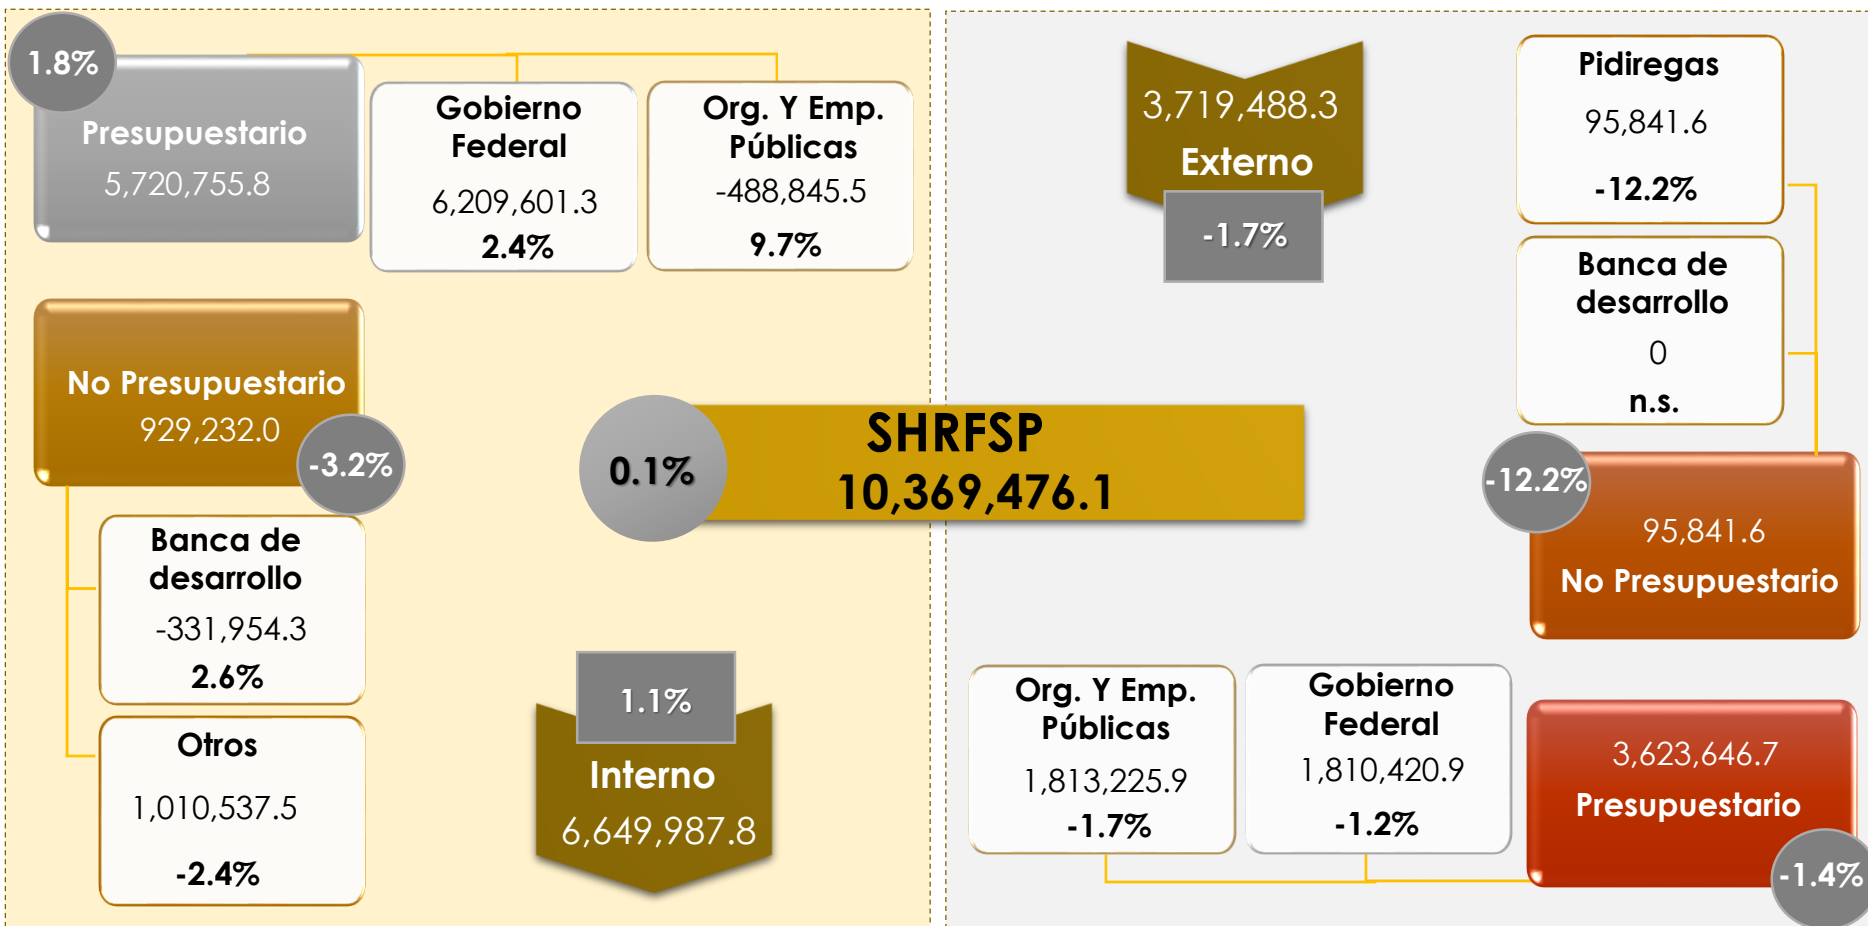 1.8%
Presupuestario
5,720,755.8
Gobierno
Federal
6,209,601.3
2.4%
Org. Y Emp.
Públicas
-488,845.5
9.7%
No Presupuestario
929,232.0
-3.2%
Banca de
desarrollo
-331,954.3
2.6%
Otros
1,010,537.5
-2.4%
1.1%
Interno
6,649,987.8
0.1%
SHRFSP
10,369,476.1
3,719,488.3
Externo
-1.7%
Pidiregas
95,841.6
-12.2%
Banca de
desarrollo
0
n.s.
-12.2%
95,841.6
No Presupuestario
Org. Y Emp.
Públicas
1,813,225.9
-1.7%
Gobierno
Federal
1,810,420.9
-1.2%
3,623,646.7
Presupuestario
-1.4%